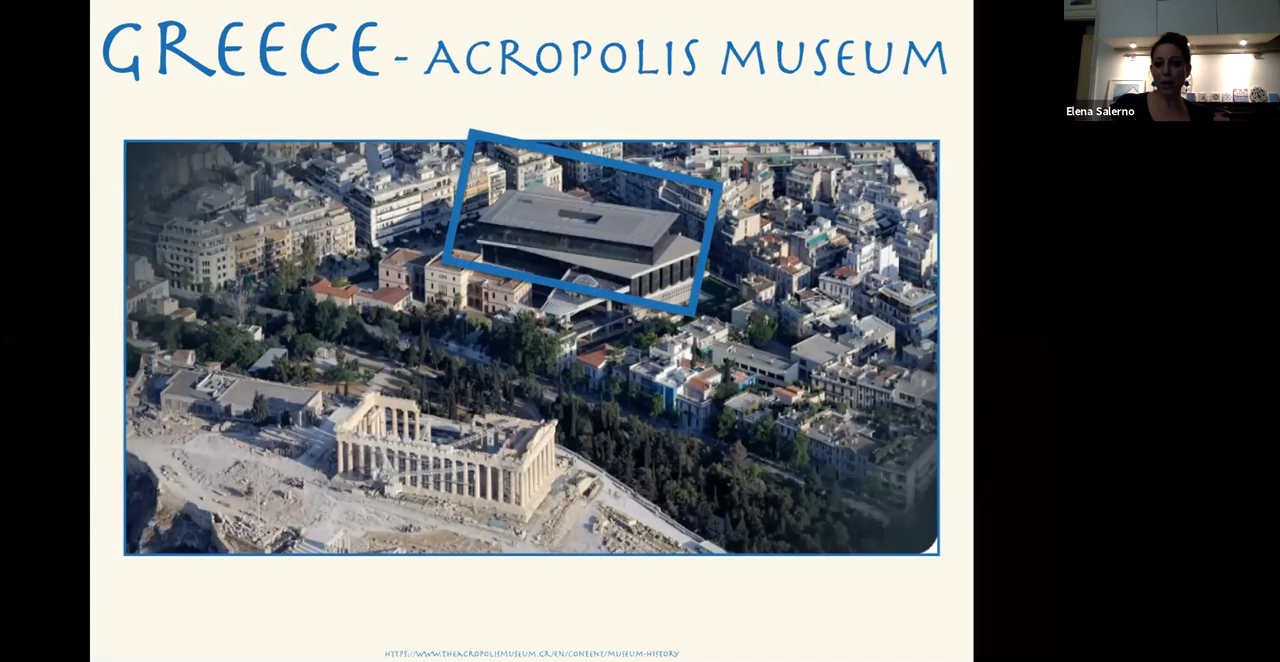 GREECE - ACROPOLIS MUSEUM
Elena Salerno
HTTPS://WWW.THEACROPOLISMUSEUM.GR/EN/CONTENT/MUSEUM-HISTORY